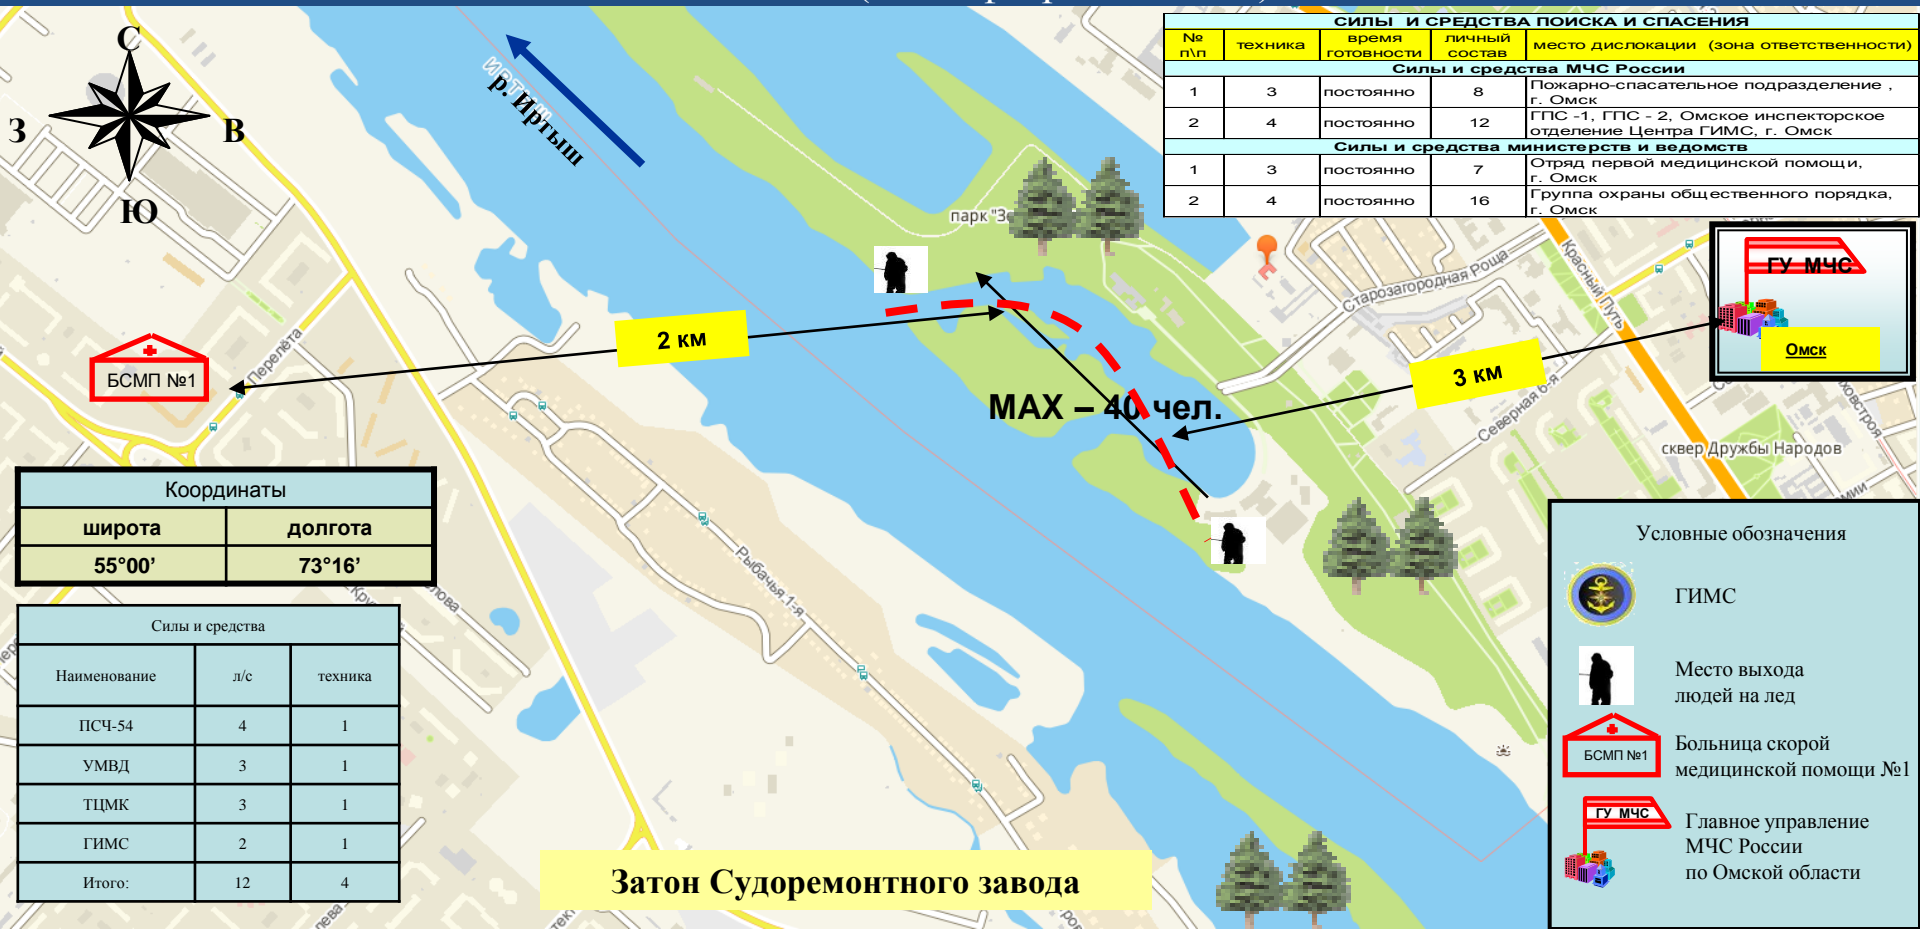 СИЛЫ И СРЕДСТВА ПОИСКА И СПАСЕНИЯ
№ п\п техника время готовности личный состав место дислокации (зона ответственности)
Силы и средства МЧС России
1 3 постоянно 8 Пожарно-спасательное подразделение , г. Омск
2 4 постоянно 12 ГПС -1, ГПС - 2, Омское инспекторское отделение Центра ГИМС, г. Омск
Силы и средства министерств и ведомств
1 3 постоянно 7 Отряд первой медицинской помощи, г. Омск
2 4 постоянно 16 Группа охраны общественного порядка, г. Омск
С
З
В
Ю
р. Иртыш
парк
Старозагородная Роща
Красный Путь
ГУ МЧС
Омск
2 км
3 км
БСМП №1
Перелёта
MAX – 40 чел.
Северная 6-я
сквер Дружбы Народов
Координаты
широта долгота
55°00’ 73°16’
Рыбачья 1-я
Силы и средства
Наименование л/с техника
ПСЧ-54 4 1
УМВД 3 1
ТЦМК 3 1
ГИМС 2 1
Итого: 12 4
Затон Судоремонтного завода
Условные обозначения
ГИМС
Место выхода
людей на лед
БСМП №1
Больница скорой
медицинской помощи №1
ГУ МЧС
Главное управление
МЧС России
по Омской области